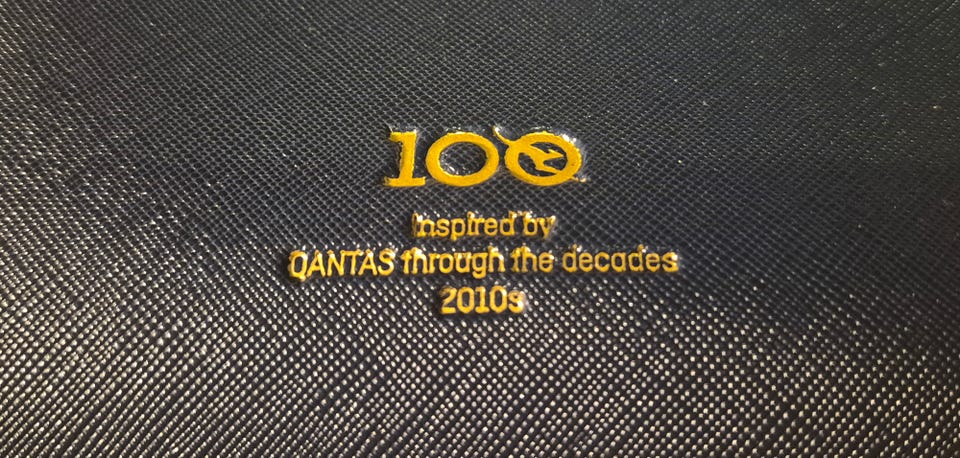 100
Inspired by
QANTAS through the decades
2010s